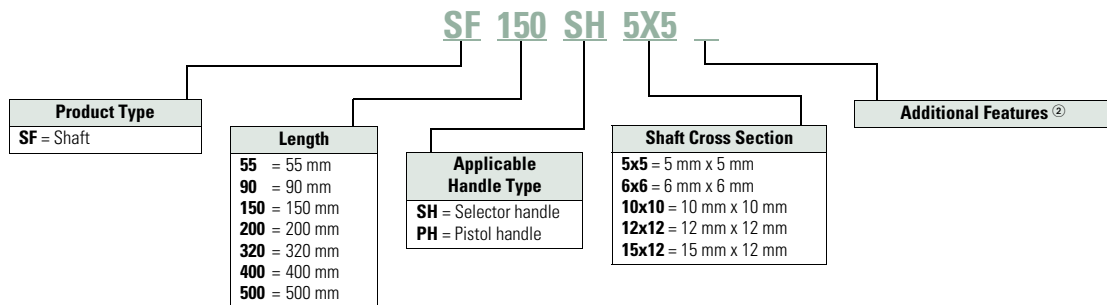 SF 150 SH 5X5
Product Type
SF = Shaft
Length
55 = 55 mm
90 = 90 mm
150 = 150 mm
200 = 200 mm
320 = 320 mm
400 = 400 mm
500 = 500 mm
Applicable
Handle Type
SH = Selector handle
PH = Pistol handle
Shaft Cross Section
5x5 = 5 mm x 5 mm
6x6 = 6 mm x 6 mm
10x10 = 10 mm x 10 mm
12x12 = 12 mm x 12 mm
15x12 = 15 mm x 12 mm
Additional Features ②